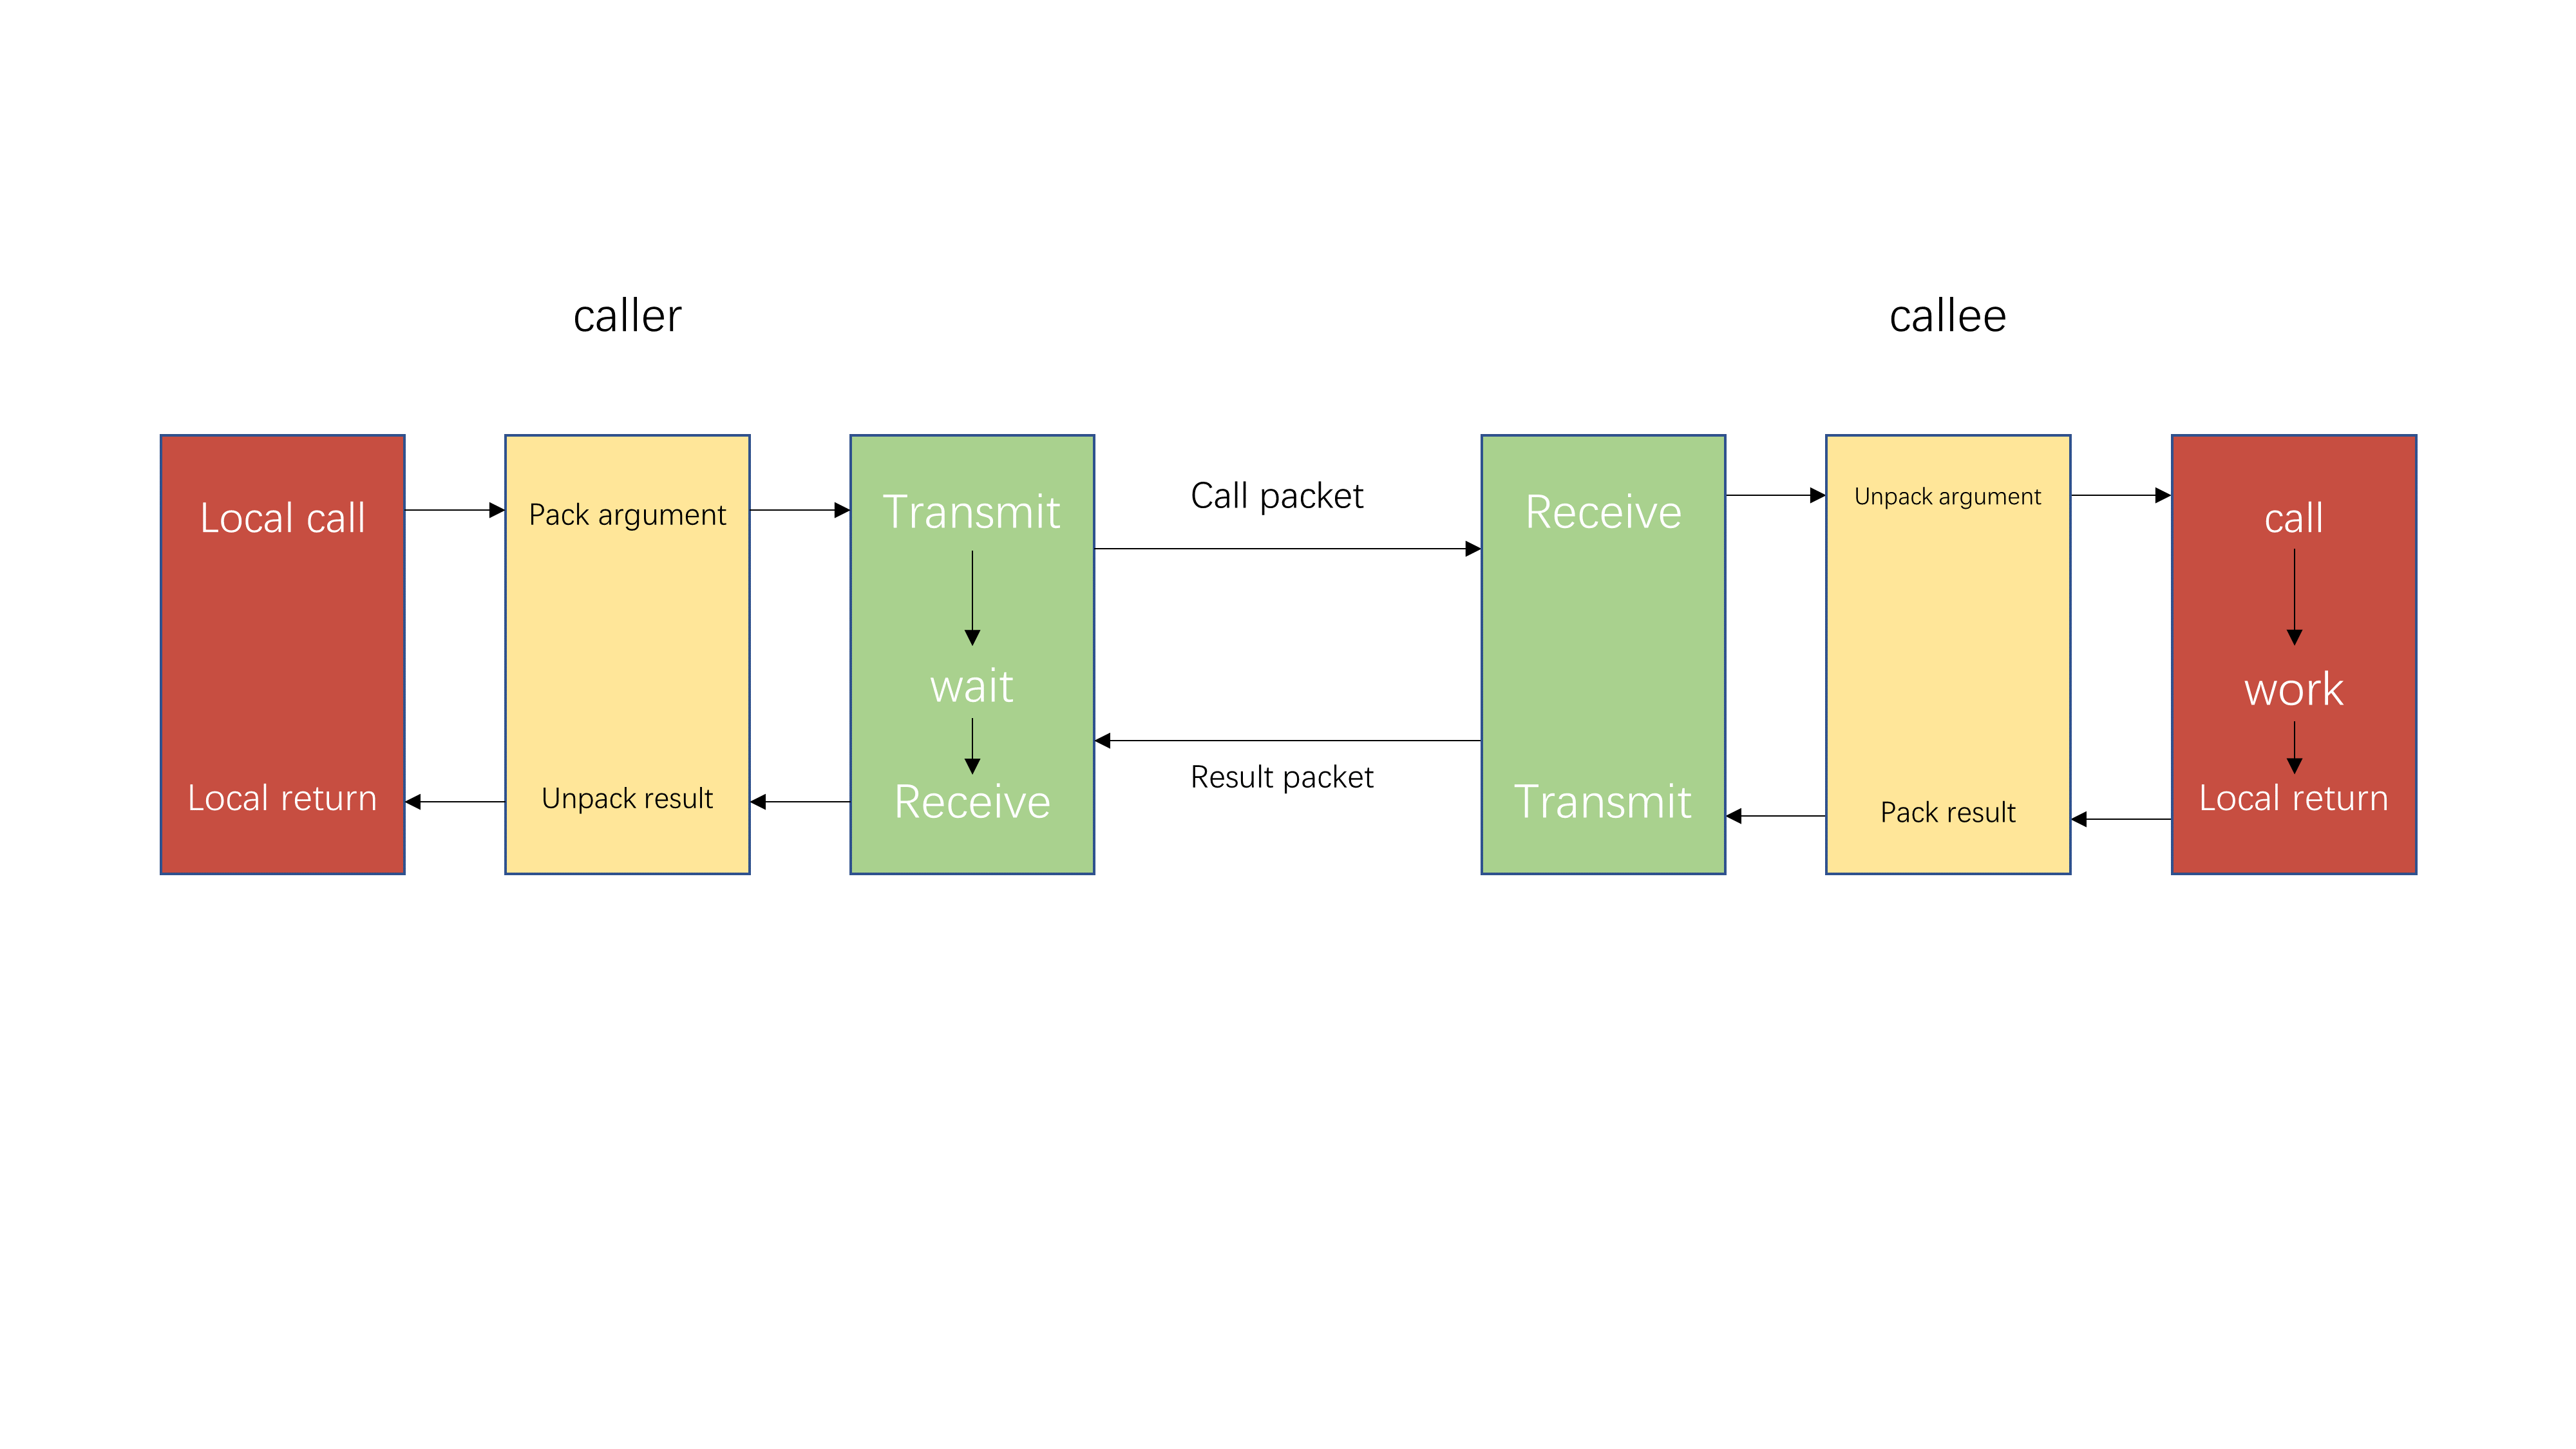 caller
callee
Local call
Pack argument
Transmit
Call packet
Receive
Unpack argument
call
wait
work
Local return
Unpack result
Receive
Result packet
Transmit
Pack result
Local return